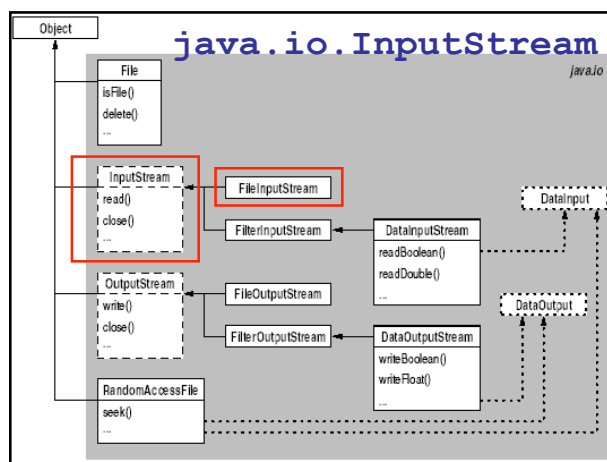 Object
java.io.InputStream
java.io
File
isFile()
delete()
...
InputStream
read()
close()
...
FileInputStream
DataInput
FilterInputStream
DataInputStream
readBoolean()
readDouble()
...
OutputStream
write()
close()
...
FileOutputStream
DataOutput
FilterOutputStream
DataOutputStream
writeBoolean()
writeFloat()
...
RandomAccessFile
seek()
...